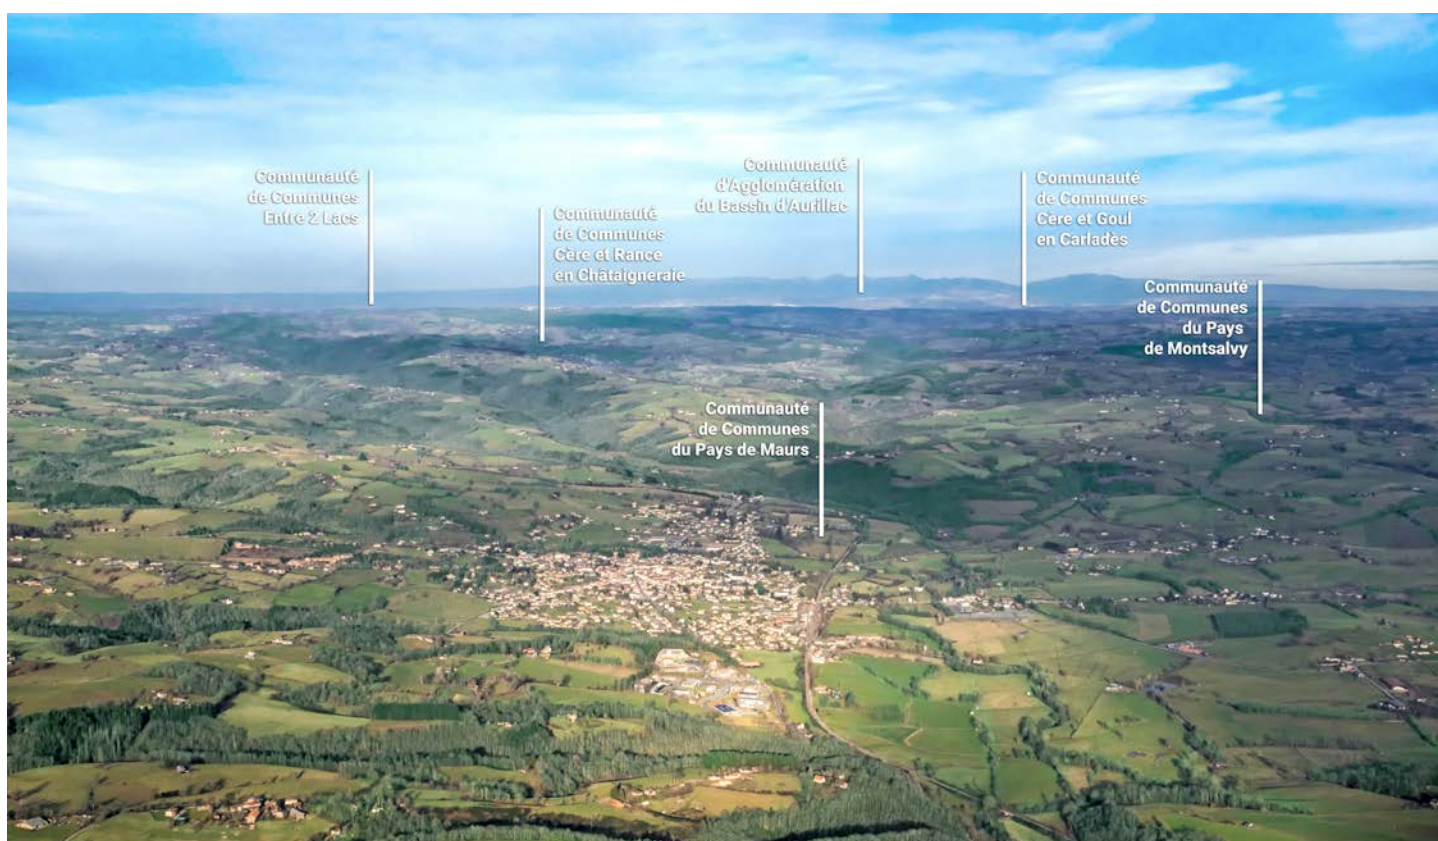 Communauté
de Communes
Entre 2 Lacs
Communauté
de Communes
Cère et Rance
en Châtaigneraie
Communauté
d'Agglomération
du Bassin d'Aurillac
Communauté
de Communes
Cère et Goul
en Carladès
Communauté
de Communes
du Pays
de Montsalvy
Communauté
de Communes
du Pays de Maurs